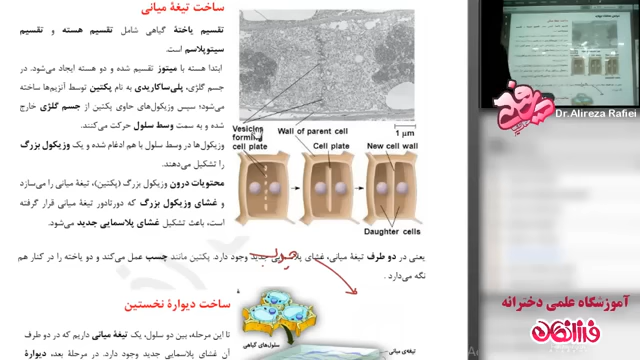 ساخت تیغهٔ میانی
تقسیم یاختهٔ گیاهی شامل تقسیم هسته و تقسیم
سیتوپلاسم است.
ابتدا هسته با میتوز تقسیم شده و دو هسته ایجاد می‌شود. در
جسم گلژی، پلی‌ساکاریدی به نام پکتین توسط آنزیم‌ها ساخته
می‌شود؛ سپس وزیکول‌های حاوی پکتین از جسم گلژی خارج
شده و به سمت وسط سلول حرکت می‌کنند.
وزیکول‌ها در وسط سلول با هم ادغام شده و یک وزیکول بزرگ
را تشکیل می‌دهند.
محتویات درون وزیکول بزرگ (پکتین)، تیغهٔ میانی را می‌سازد
و غشای وزیکول بزرگ که دورتادور تیغهٔ میانی قرار گرفته
است، باعث تشکیل غشای پلاسمایی جدید می‌شود.
Vesicles
forming
cell plate
Wall of parent cell
1 µm
Cell plate
New cell wall
Daughter cells
یعنی در دو طرف تیغهٔ میانی، غشای پلاسمایی جدید وجود دارد. پکتین مانند چسب عمل می‌کند و دو یاخته را در کنار هم
نگه می‌دارد.
ساخت دیوارهٔ نخستین
تا این مرحله، بین دو سلول، یک تیغهٔ میانی داریم که در دو طرف
آن غشای پلاسمایی جدید وجود دارد. در مرحلهٔ بعد، دیوارهٔ
سلول‌های گیاهی
تیغه‌ی میانی
Dr.Alireza Rafiei
آموزشگاه علمی دخترانه
فرزانگان